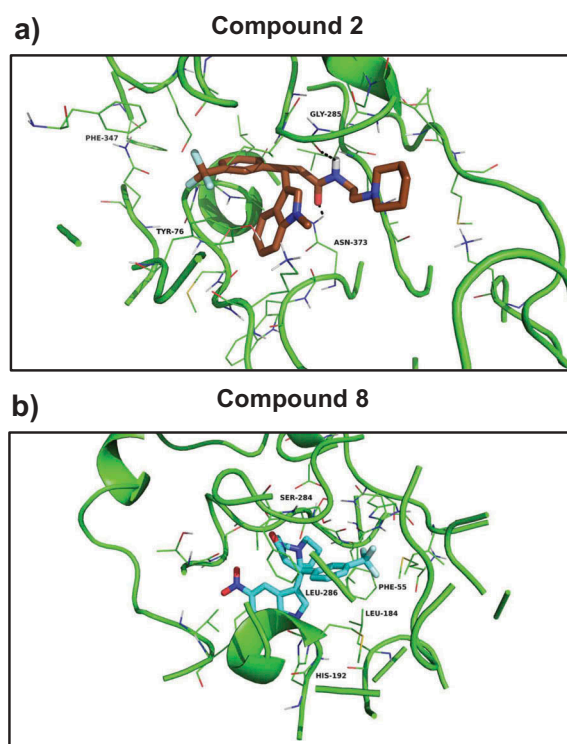 a)
Compound 2
GLY-285
PHE-347
TYR-76
ASN-373
b)
Compound 8
SER-284
LEU-286
PHE-55
LEU-184
HIS-192